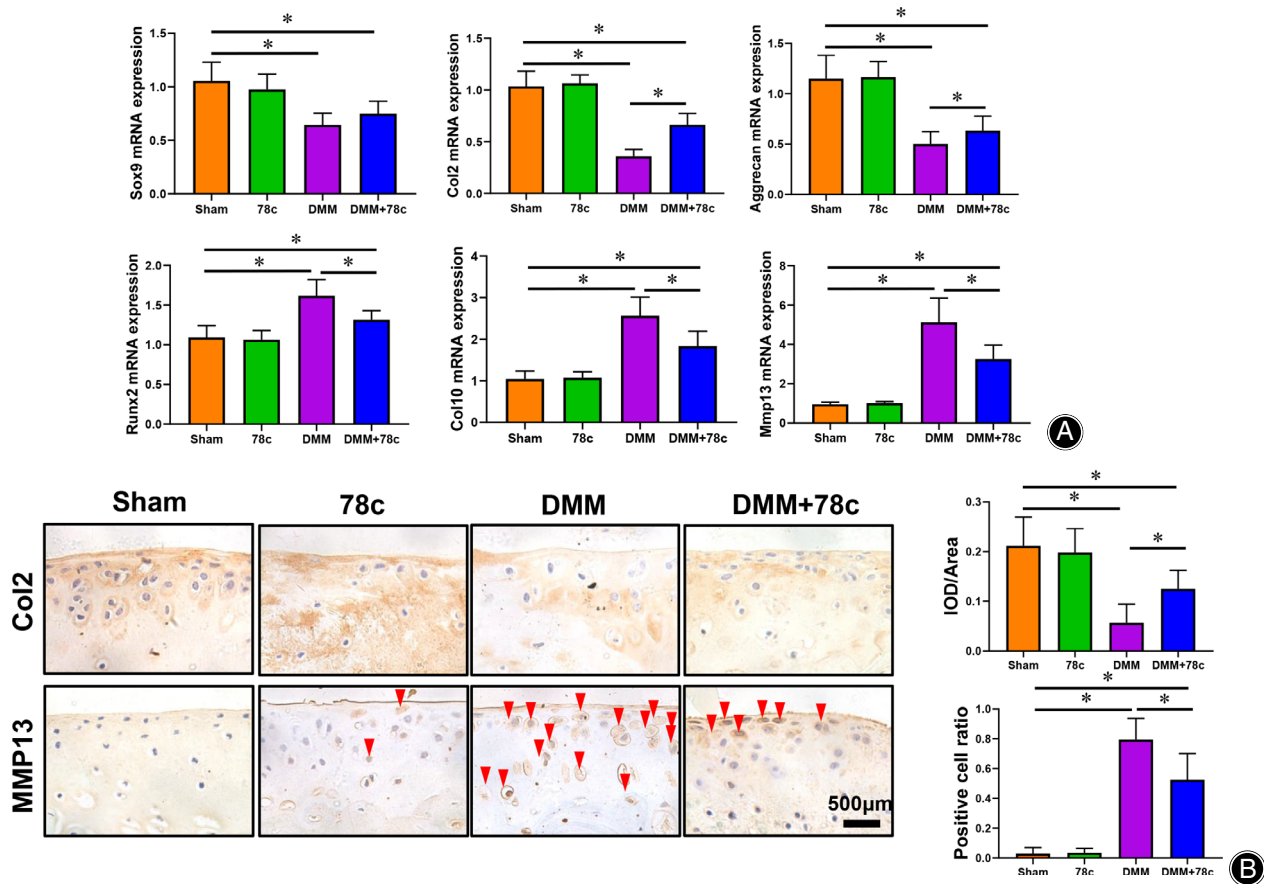 *
*
1.5
1.0
0.5
0.0
Sox9 mRNA expression
Sham 78c DMM DMM+78c
*
*
*
1.5
1.0
0.5
0.0
Col2 mRNA expression
Sham 78c DMM DMM+78c
*
*
*
1.5
1.0
0.5
0.0
Aggrecan mRNA expresion
Sham 78c DMM DMM+78c
*
*
*
2.0
1.5
1.0
0.5
0.0
Runx2 mRNA expression
Sham 78c DMM DMM+78c
*
*
*
4
3
2
1
0
Col10 mRNA expression
Sham 78c DMM DMM+78c
*
*
*
8
6
4
2
0
Mmp13 mRNA expression
Sham 78c DMM DMM+78c
A
Sham 78c DMM DMM+78c
Col2
MMP13
500μm
*
*
*
0.3
0.2
0.1
0.0
IOD/Area
Sham 78c DMM DMM+78c
*
*
*
1.0
0.8
0.6
0.4
0.2
0.0
Positive cell ratio
Sham 78c DMM DMM+78c
B